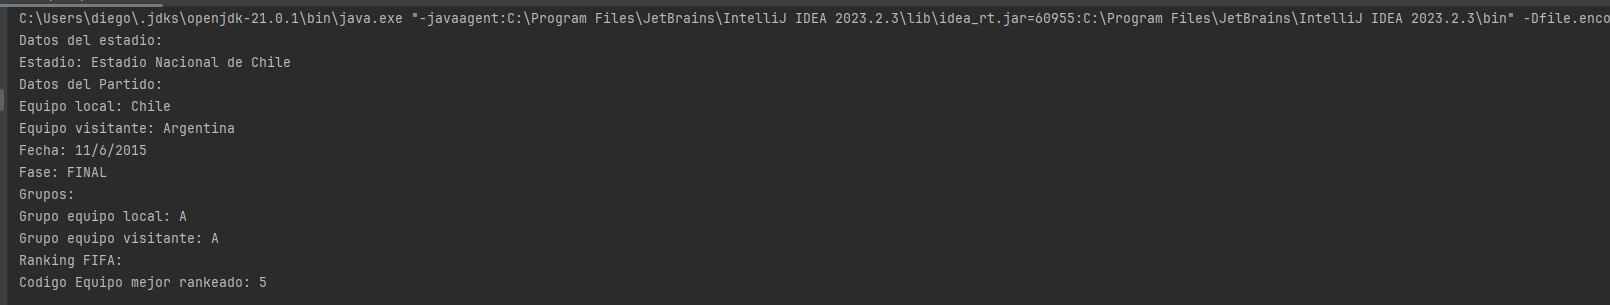 C:\Users\diego\.jdks\openjdk-21.0.1\bin\java.exe "-javaagent:C:\Program Files\JetBrains\IntelliJ IDEA 2023.2.3\lib\idea_rt.jar=60955:C:\Program Files\JetBrains\IntelliJ IDEA 2023.2.3\bin" -Dfile.enco
Datos del estadio:
Estadio: Estadio Nacional de Chile
Datos del Partido:
Equipo local: Chile
Equipo visitante: Argentina
Fecha: 11/6/2015
Fase: FINAL
Grupos:
Grupo equipo local: A
Grupo equipo visitante: A
Ranking FIFA:
Codigo Equipo mejor rankeado: 5